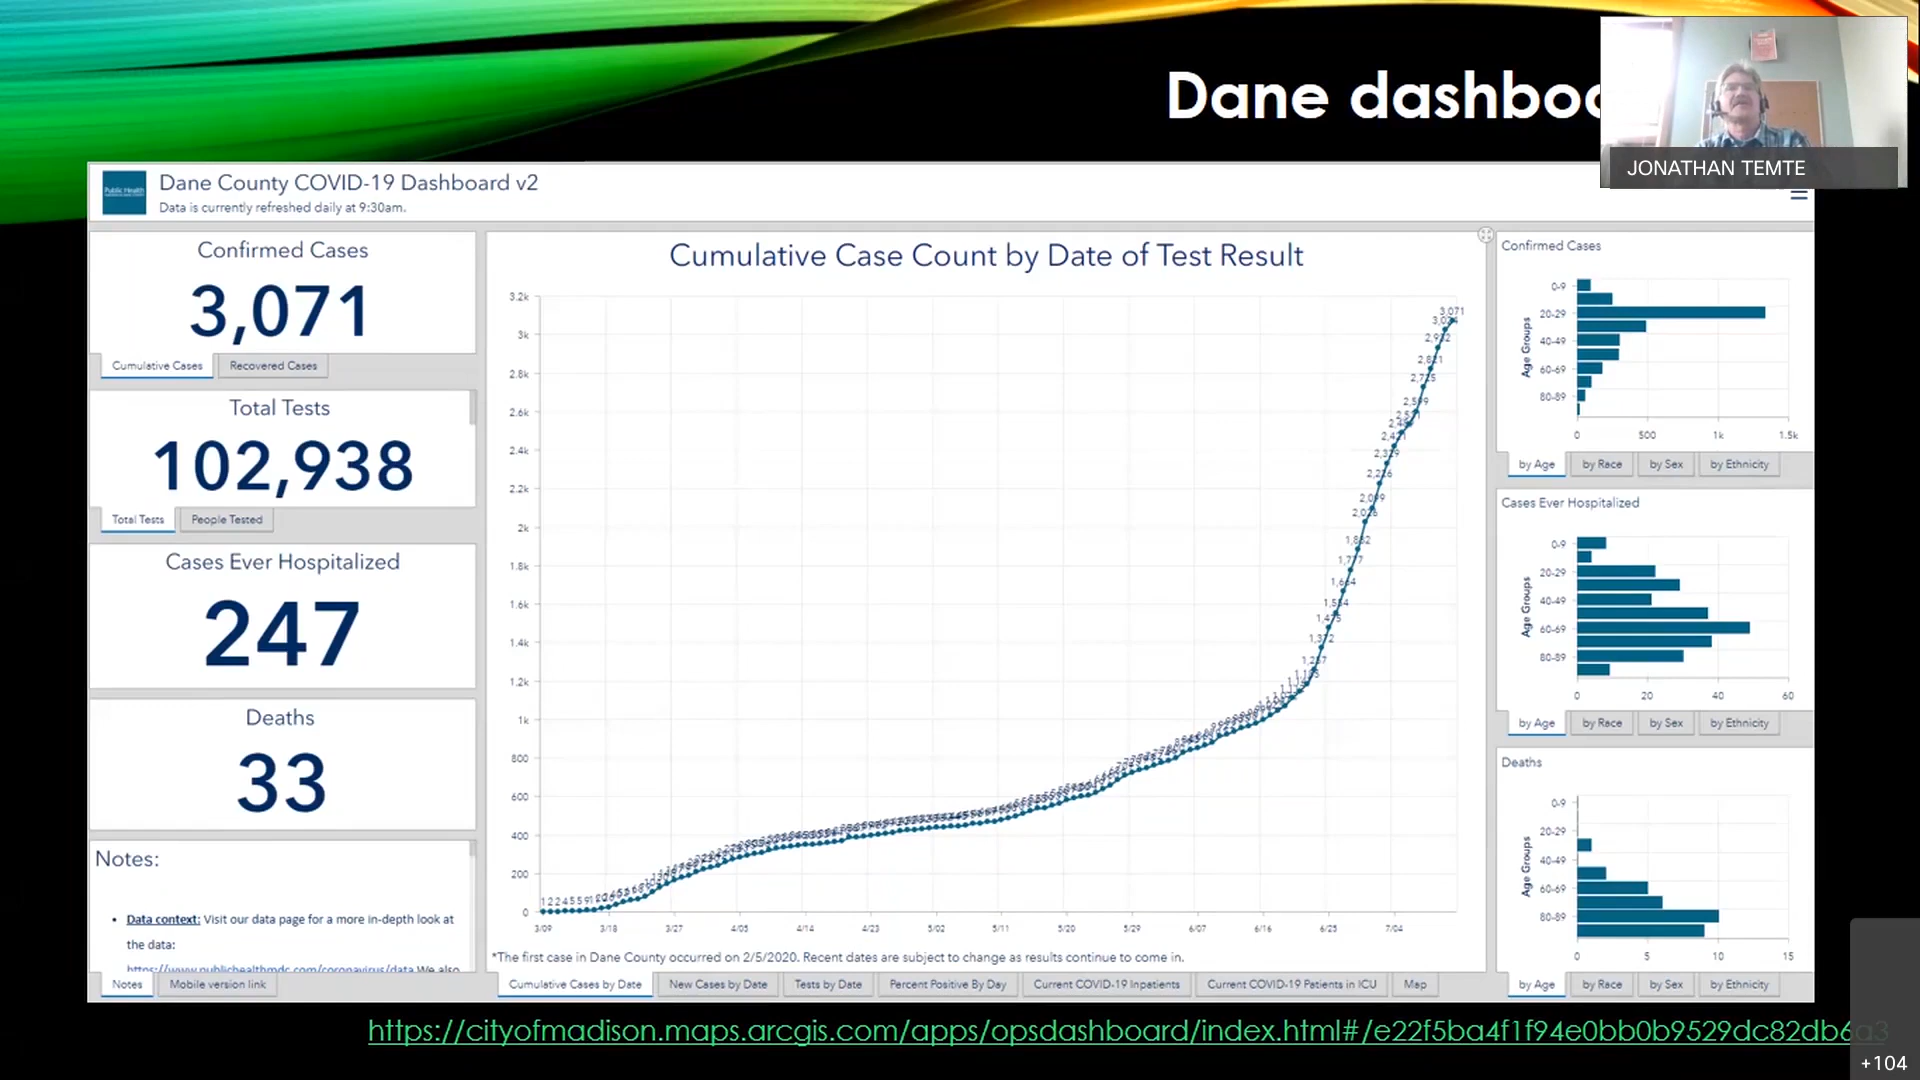 Dane dashboa
JONATHAN TEMTE
Public Health
Dane County COVID-19 Dashboard v2
Data is currently refreshed daily at 9:30am.
Confirmed Cases
3,071
Cumulative Cases
Recovered Cases
Total Tests
102,938
Total Tests
People Tested
Cases Ever Hospitalized
247
Deaths
33
Notes:
• Data context: Visit our data page for a more in-depth look at
the data:
https://www.publichealthmdc.com/coronavirus/data We also
Notes
Mobile version link
Cumulative Case Count by Date of Test Result
3.2k
3k
2.8k
2.6k
2.4k
2.2k
2k
1.8k
1.6k
1.4k
1.2k
1k
800
600
400
200
0
3,071
3/09 3/18 3/27 4/05 4/14 4/23 5/02 5/11 5/20 5/29 6/07 6/16 6/25 7/04
*The first case in Dane County occurred on 2/5/2020. Recent dates are subject to change as results continue to come in.
Cumulative Cases by Date
New Cases by Date
Tests by Date
Percent Positive By Day
Current COVID-19 Inpatients
Current COVID-19 Patients in ICU
Map
Confirmed Cases
Age Groups
0-9
20-29
40-49
60-69
80-89
0 500 1k 1.5k
by Age by Race by Sex by Ethnicity
Cases Ever Hospitalized
Age Groups
0-9
20-29
40-49
60-69
80-89
0 20 40 60
by Age by Race by Sex by Ethnicity
Deaths
Age Groups
0-9
20-29
40-49
60-69
80-89
0 5 10 15
by Age by Race by Sex by Ethnicity
https://cityofmadison.maps.arcgis.com/apps/opsdashboard/index.html#/e22f5ba4f1f94e0bb0b9529dc82db6a3
+104